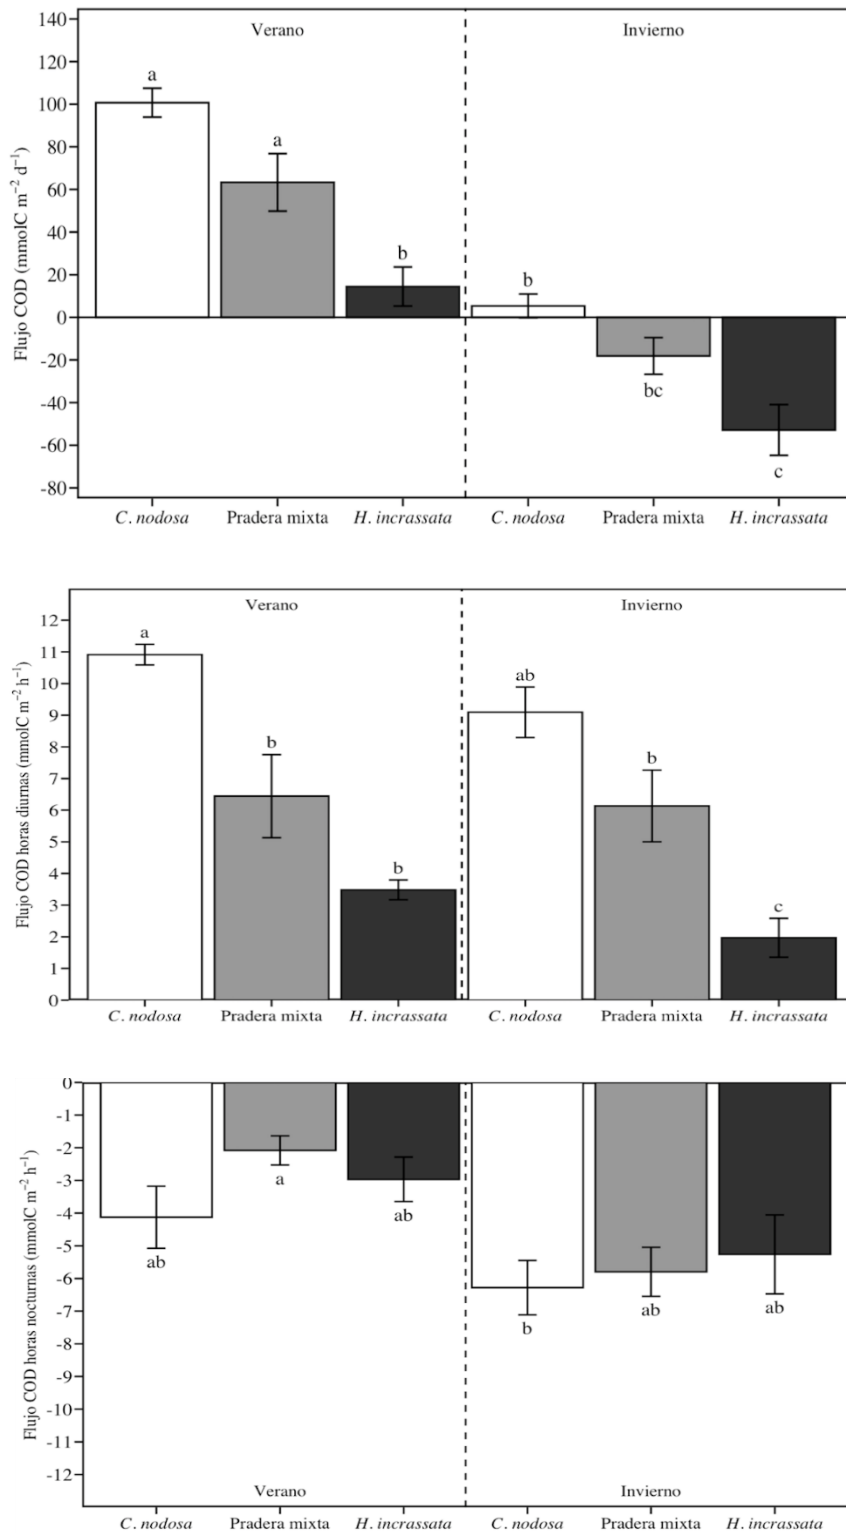 Verano Invierno
140
120
100
80
60
40
20
0
-20
-40
-60
-80
Flujo COD (mmolC m⁻² d⁻¹)
a
a
b
b
bc
c
C. nodosa Pradera mixta H. incrassata C. nodosa Pradera mixta H. incrassata
Verano Invierno
12
11
10
9
8
7
6
5
4
3
2
1
0
Flujo COD horas diurnas (mmolC m⁻² h⁻¹)
a
b
b
ab
b
c
C. nodosa Pradera mixta H. incrassata C. nodosa Pradera mixta H. incrassata
0
-1
-2
-3
-4
-5
-6
-7
-8
-9
-10
-11
-12
Flujo COD horas nocturnas (mmolC m⁻² h⁻¹)
ab
a
ab
b
ab
ab
Verano Invierno
C. nodosa Pradera mixta H. incrassata C. nodosa Pradera mixta H. incrassata